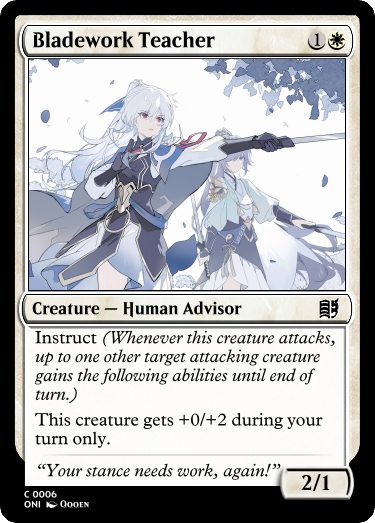 Bladework Teacher 1
Creature — Human Advisor
Instruct (Whenever this creature attacks,
up to one other target attacking creature
gains the following abilities until end of
turn.)
This creature gets +0/+2 during your
turn only.
“Your stance needs work, again!”
2/1
C 0006
ONI Oooen